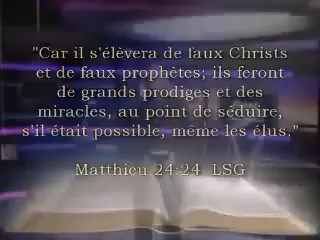 "Car il s'élèvera de faux Christs
et de faux prophètes; ils feront
de grands prodiges et des
miracles, au point de séduire,
s'il était possible, même les élus."
Matthieu 24:24 LSG